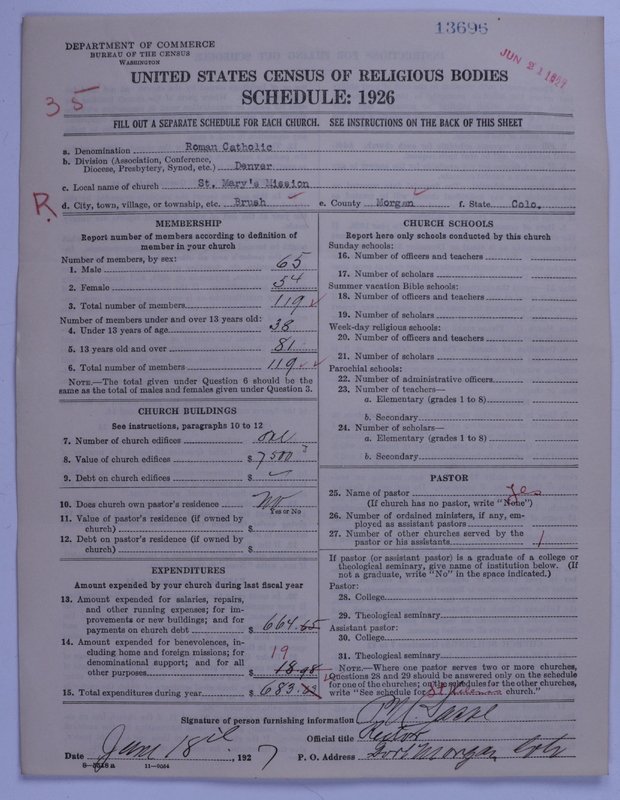 13696
DEPARTMENT OF COMMERCE
BUREAU OF THE CENSUS
WASHINGTON
JUN 21 1927
UNITED STATES CENSUS OF RELIGIOUS BODIES
SCHEDULE: 1926
35
FILL OUT A SEPARATE SCHEDULE FOR EACH CHURCH. SEE INSTRUCTIONS ON THE BACK OF THIS SHEET
a. Denomination Roman Catholic
b. Division (Association, Conference, Diocese, Presbytery, Synod, etc.) Denver
c. Local name of church St. Mary's Mission
R
d. City, town, village, or township, etc. Brush e. County Morgan f. State Colo.
MEMBERSHIP
Report number of members according to definition of
member in your church
Number of members, by sex:
1. Male 65
2. Female 54
3. Total number of members 119
Number of members under and over 13 years old:
4. Under 13 years of age 38
5. 13 years old and over 81
6. Total number of members 119
NOTE.—The total given under Question 6 should be the
same as the total of males and females given under Question 3.
CHURCH BUILDINGS
See instructions, paragraphs 10 to 12
7. Number of church edifices one
8. Value of church edifices $ 7500
9. Debt on church edifices $
10. Does church own pastor's residence No
Yes or No
11. Value of pastor's residence (if owned by
church) $
12. Debt on pastor's residence (if owned by
church) $
EXPENDITURES
Amount expended by your church during last fiscal year
13. Amount expended for salaries, repairs,
and other running expenses; for im-
provements or new buildings; and for
payments on church debt $ 664.65
14. Amount expended for benevolences, in-
cluding home and foreign missions; for
denominational support; and for all
other purposes $ 18.98
19
15. Total expenditures during year $ 683.
CHURCH SCHOOLS
Report here only schools conducted by this church
Sunday schools:
16. Number of officers and teachers
17. Number of scholars
Summer vacation Bible schools:
18. Number of officers and teachers
19. Number of scholars
Week-day religious schools:
20. Number of officers and teachers
21. Number of scholars
Parochial schools:
22. Number of administrative officers
23. Number of teachers—
a. Elementary (grades 1 to 8)
b. Secondary
24. Number of scholars—
a. Elementary (grades 1 to 8)
b. Secondary
PASTOR
25. Name of pastor Yes
(If church has no pastor, write "None")
26. Number of ordained ministers, if any, em-
ployed as assistant pastors
27. Number of other churches served by the
pastor or his assistants 1
If pastor (or assistant pastor) is a graduate of a college or
theological seminary, give name of institution below. (If
not a graduate, write "No" in the space indicated.)
Pastor:
28. College
29. Theological seminary
Assistant pastor:
30. College
31. Theological seminary
NOTE.—Where one pastor serves two or more churches,
Questions 28 and 29 should be answered only on the schedule
for one of the churches; on the schedules for the other churches,
write "See schedule for St church."
Signature of person furnishing information
Official title Rector
Date June 18th, 1927 P. O. Address Fort Morgan Colo
11—9584